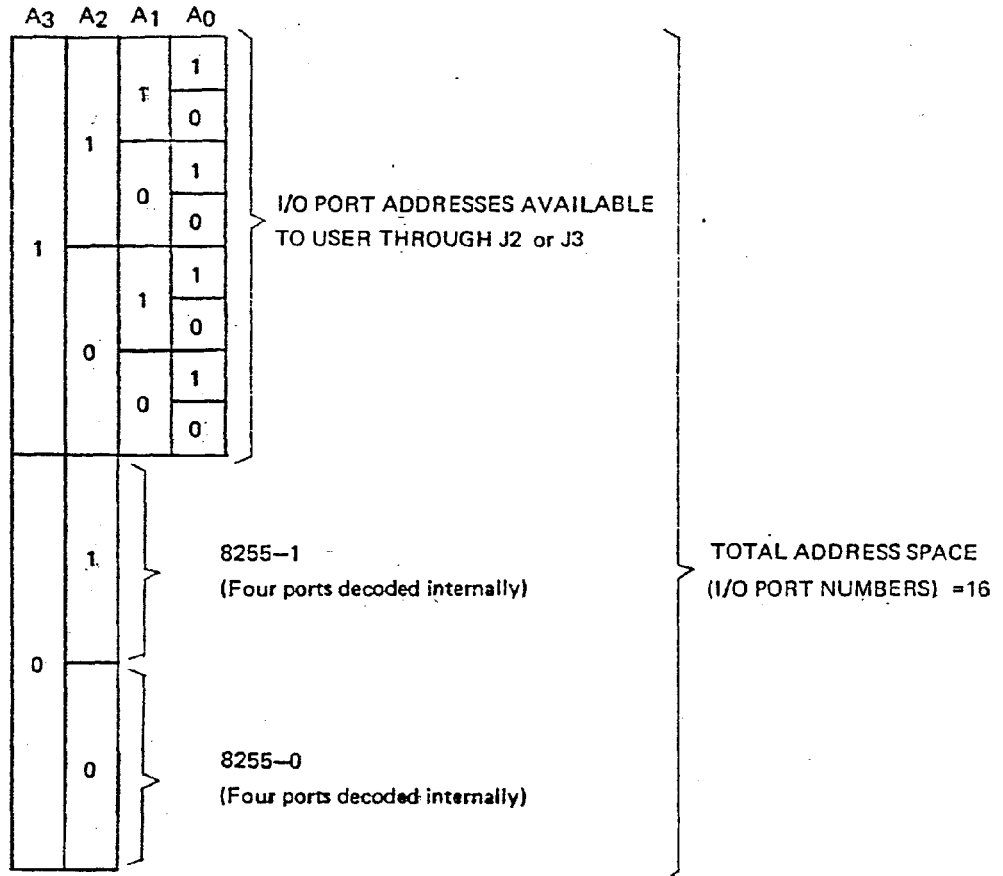 A3 A2 A1 A0
1
1
0
1
1
0
I/O PORT ADDRESSES AVAILABLE
0
TO USER THROUGH J2 or J3
1
1
1
0
0
1
0
0
8255–1
1
TOTAL ADDRESS SPACE
(Four ports decoded internally)
(I/O PORT NUMBERS) =16
0
8255–0
0
(Four ports decoded internally)